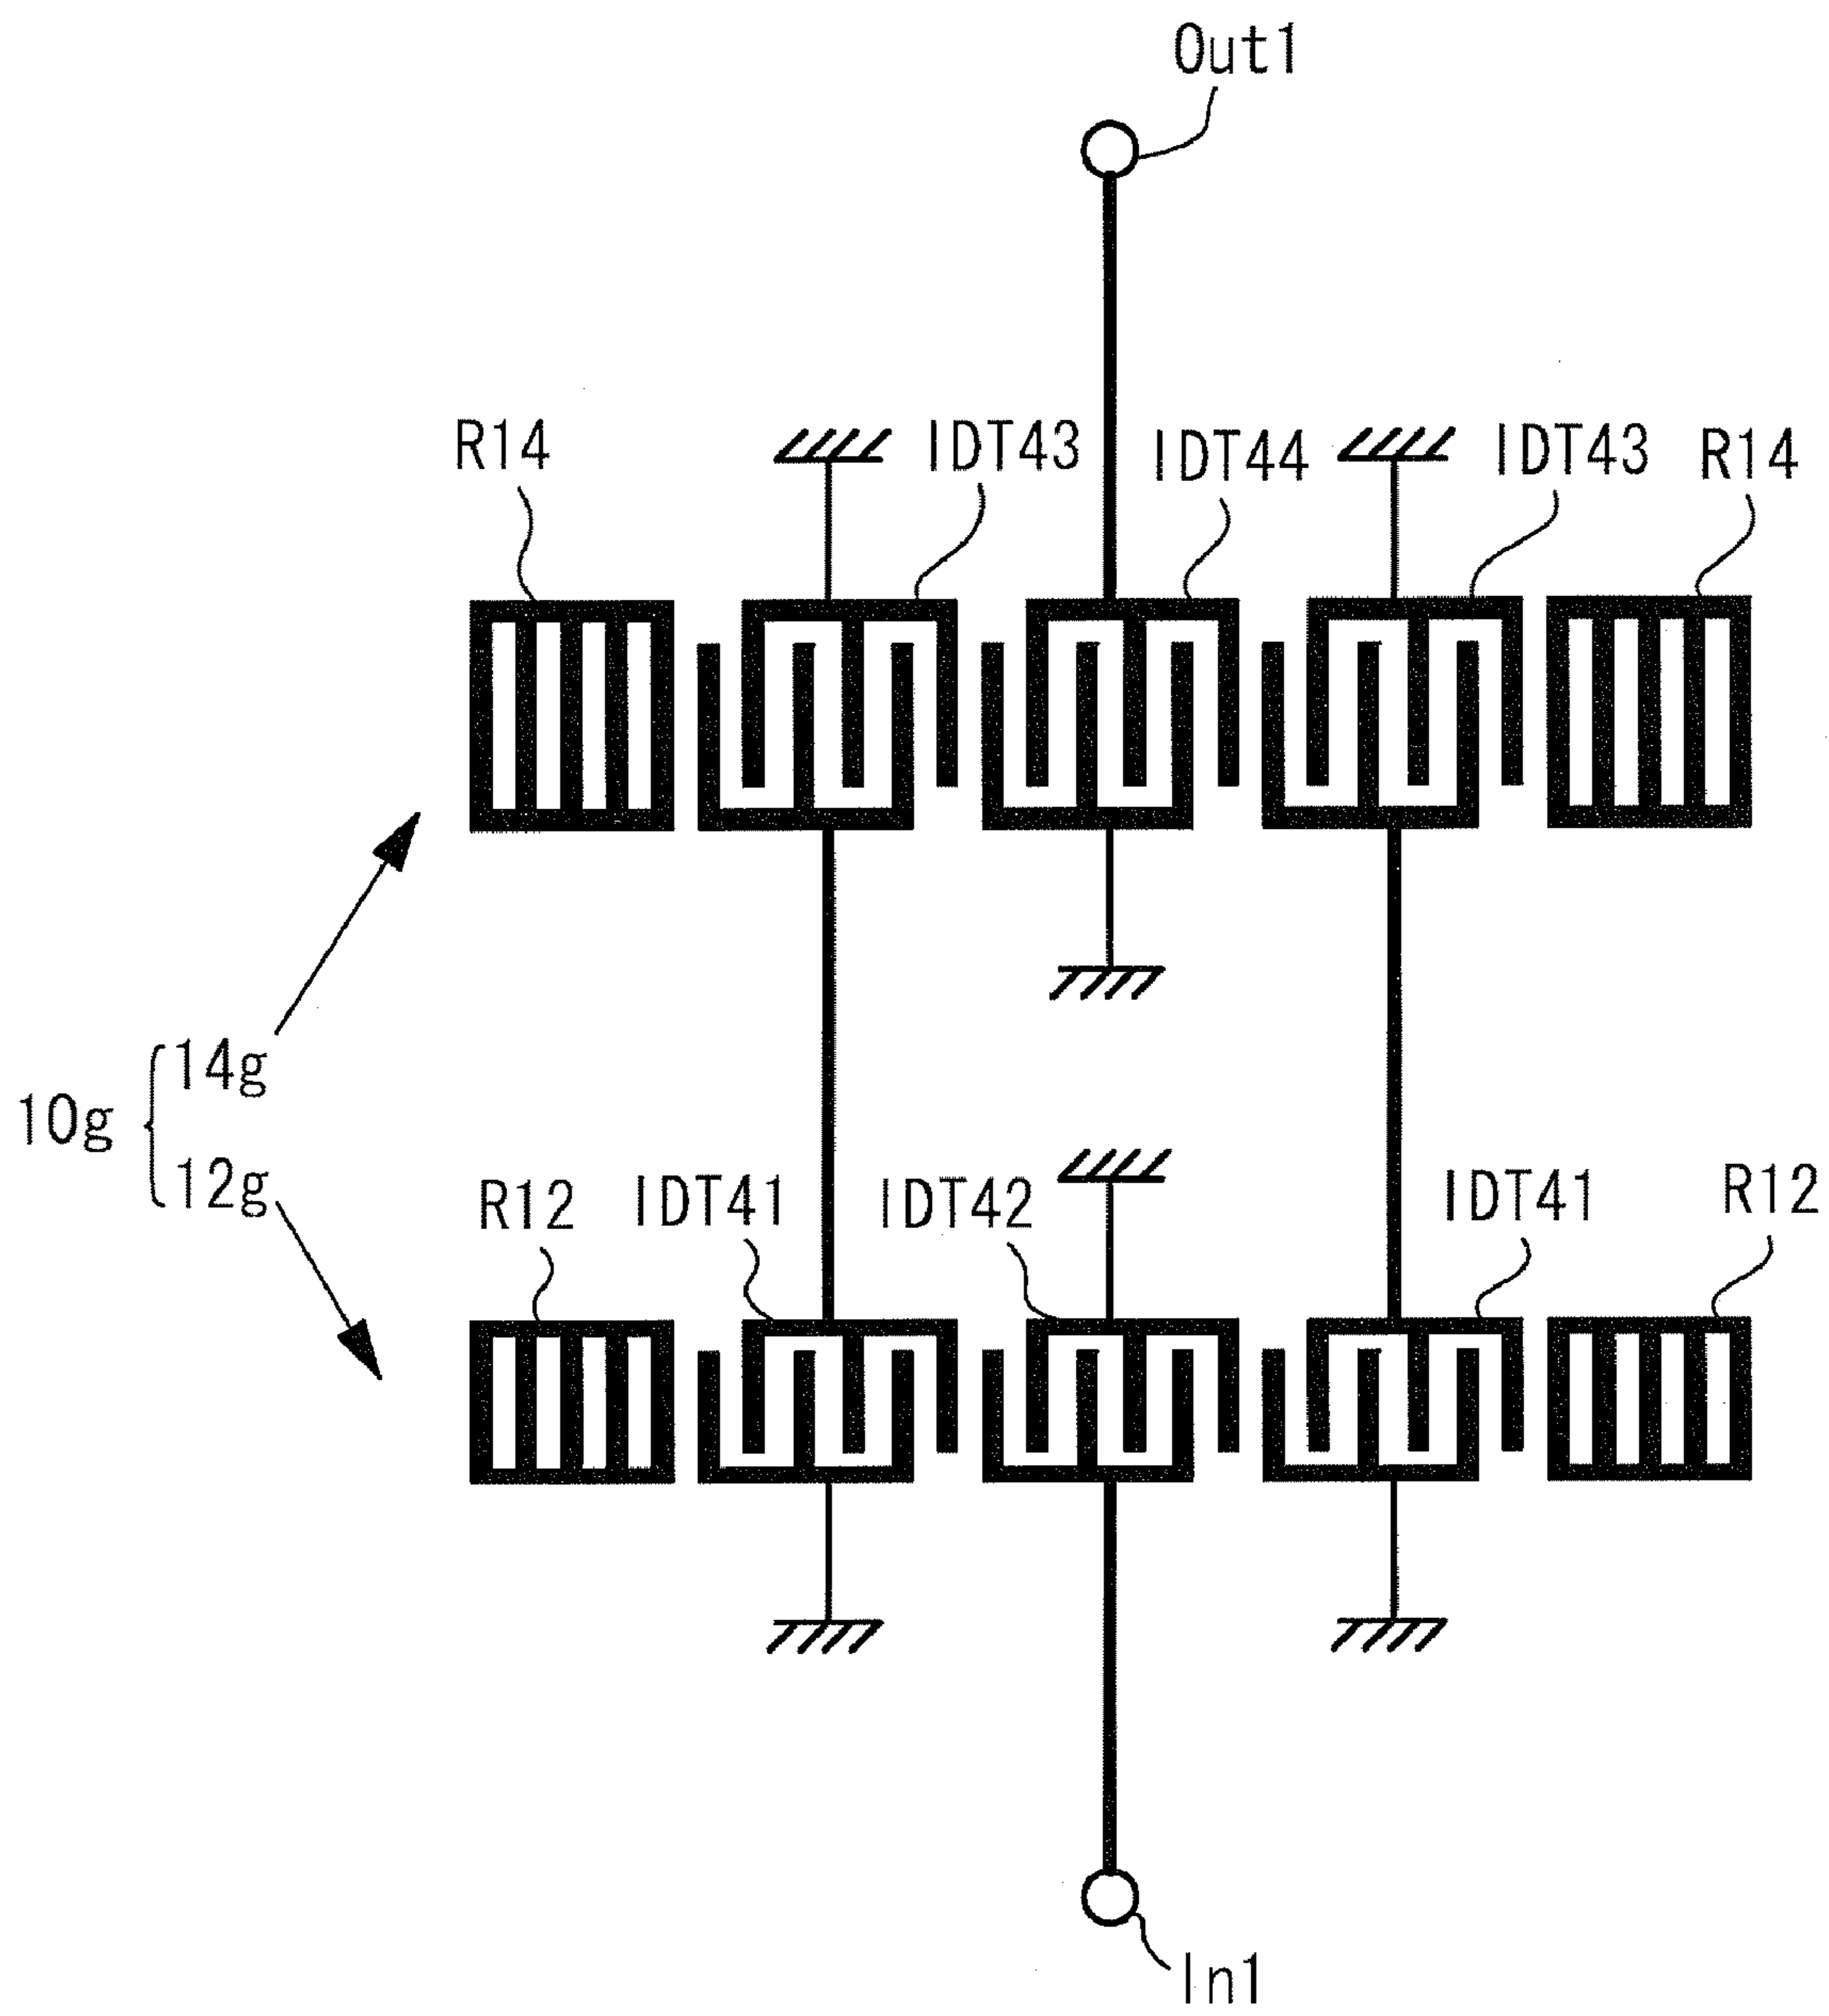 Out1
R14 IDT43 IDT44 IDT43 R14
10g 14g
12g
R12 IDT41 IDT42 IDT41 R12
In1